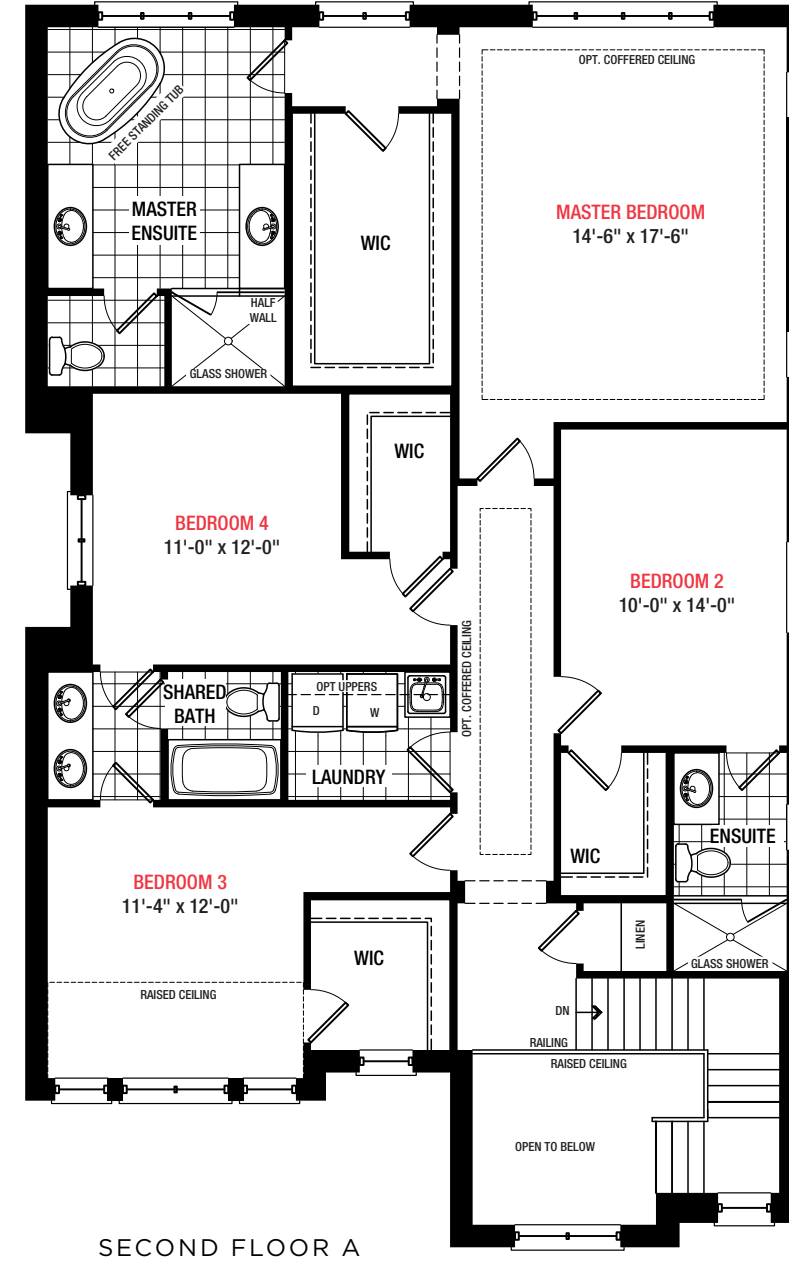 OPT. COFFERED CEILING
FREE STANDING TUB
MASTER
ENSUITE
WIC
MASTER BEDROOM
14'-6" x 17'-6"
HALF
WALL
GLASS SHOWER
WIC
BEDROOM 4
11'-0" x 12'-0"
BEDROOM 2
10'-0" x 14'-0"
OPT. COFFERED CEILING
SHARED
BATH
OPT UPPERS
D
W
LAUNDRY
ENSUITE
WIC
BEDROOM 3
11'-4" x 12'-0"
LINEN
WIC
GLASS SHOWER
RAISED CEILING
DN
RAILING
RAISED CEILING
OPEN TO BELOW
SECOND FLOOR A